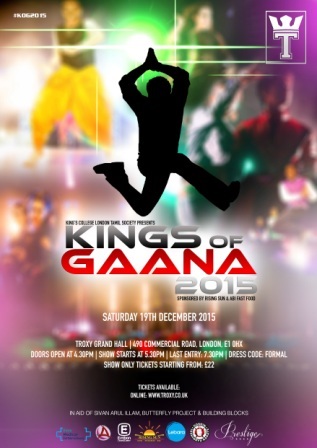 #KOG2015
T
KING'S COLLEGE LONDON TAMIL SOCIETY PRESENTS
KINGS OF
GAANA
2015
SPONSORED BY RISING SUN & ABI FAST FOOD
SATURDAY 19TH DECEMBER 2015
TROXY GRAND HALL | 490 COMMERCIAL ROAD, LONDON, E1 0HX
DOORS OPEN AT 4.30PM | SHOW STARTS AT 5.30PM | LAST ENTRY: 7.30PM | DRESS CODE: FORMAL
SHOW ONLY TICKETS STARTING FROM: £22
TICKETS AVAILABLE:
ONLINE: WWW.TROXY.CO.UK
IN AID OF SIVAN ARUL ILLAM, BUTTERFLY PROJECT & BUILDING BLOCKS
Lebara
Prestige